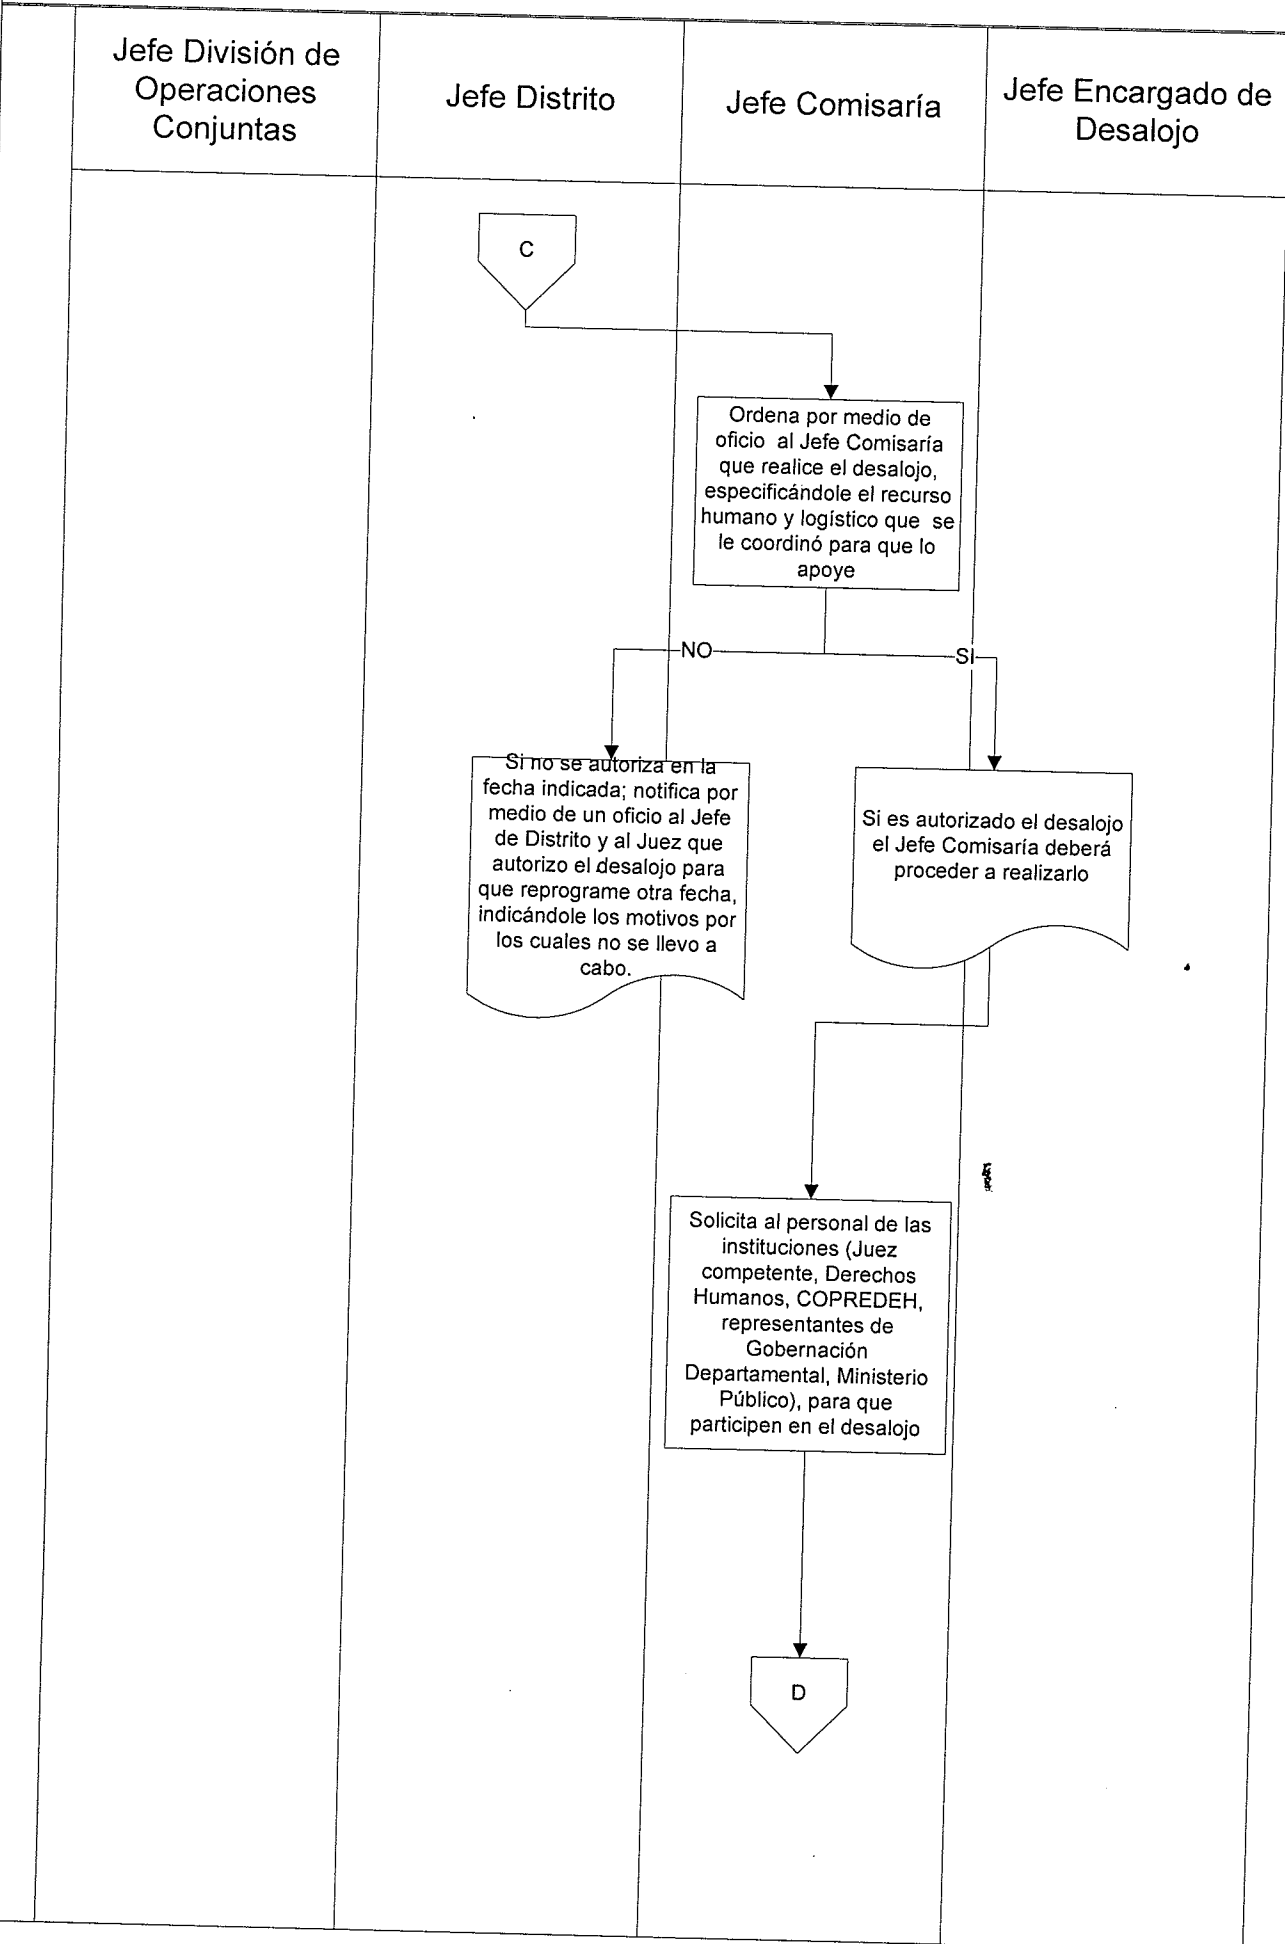 Jefe División de
Operaciones
Conjuntas
Jefe Distrito
Jefe Comisaría
Jefe Encargado de
Desalojo
C
Ordena por medio de
oficio al Jefe Comisaría
que realice el desalojo,
especificándole el recurso
humano y logístico que se
le coordinó para que lo
apoye
NO
SI
Si no se autoriza en la
fecha indicada; notifica por
medio de un oficio al Jefe
de Distrito y al Juez que
autorizo el desalojo para
que reprograme otra fecha,
indicándole los motivos por
los cuales no se llevo a
cabo.
Si es autorizado el desalojo
el Jefe Comisaría deberá
proceder a realizarlo
Solicita al personal de las
instituciones (Juez
competente, Derechos
Humanos, COPREDEH,
representantes de
Gobernación
Departamental, Ministerio
Público), para que
participen en el desalojo
D